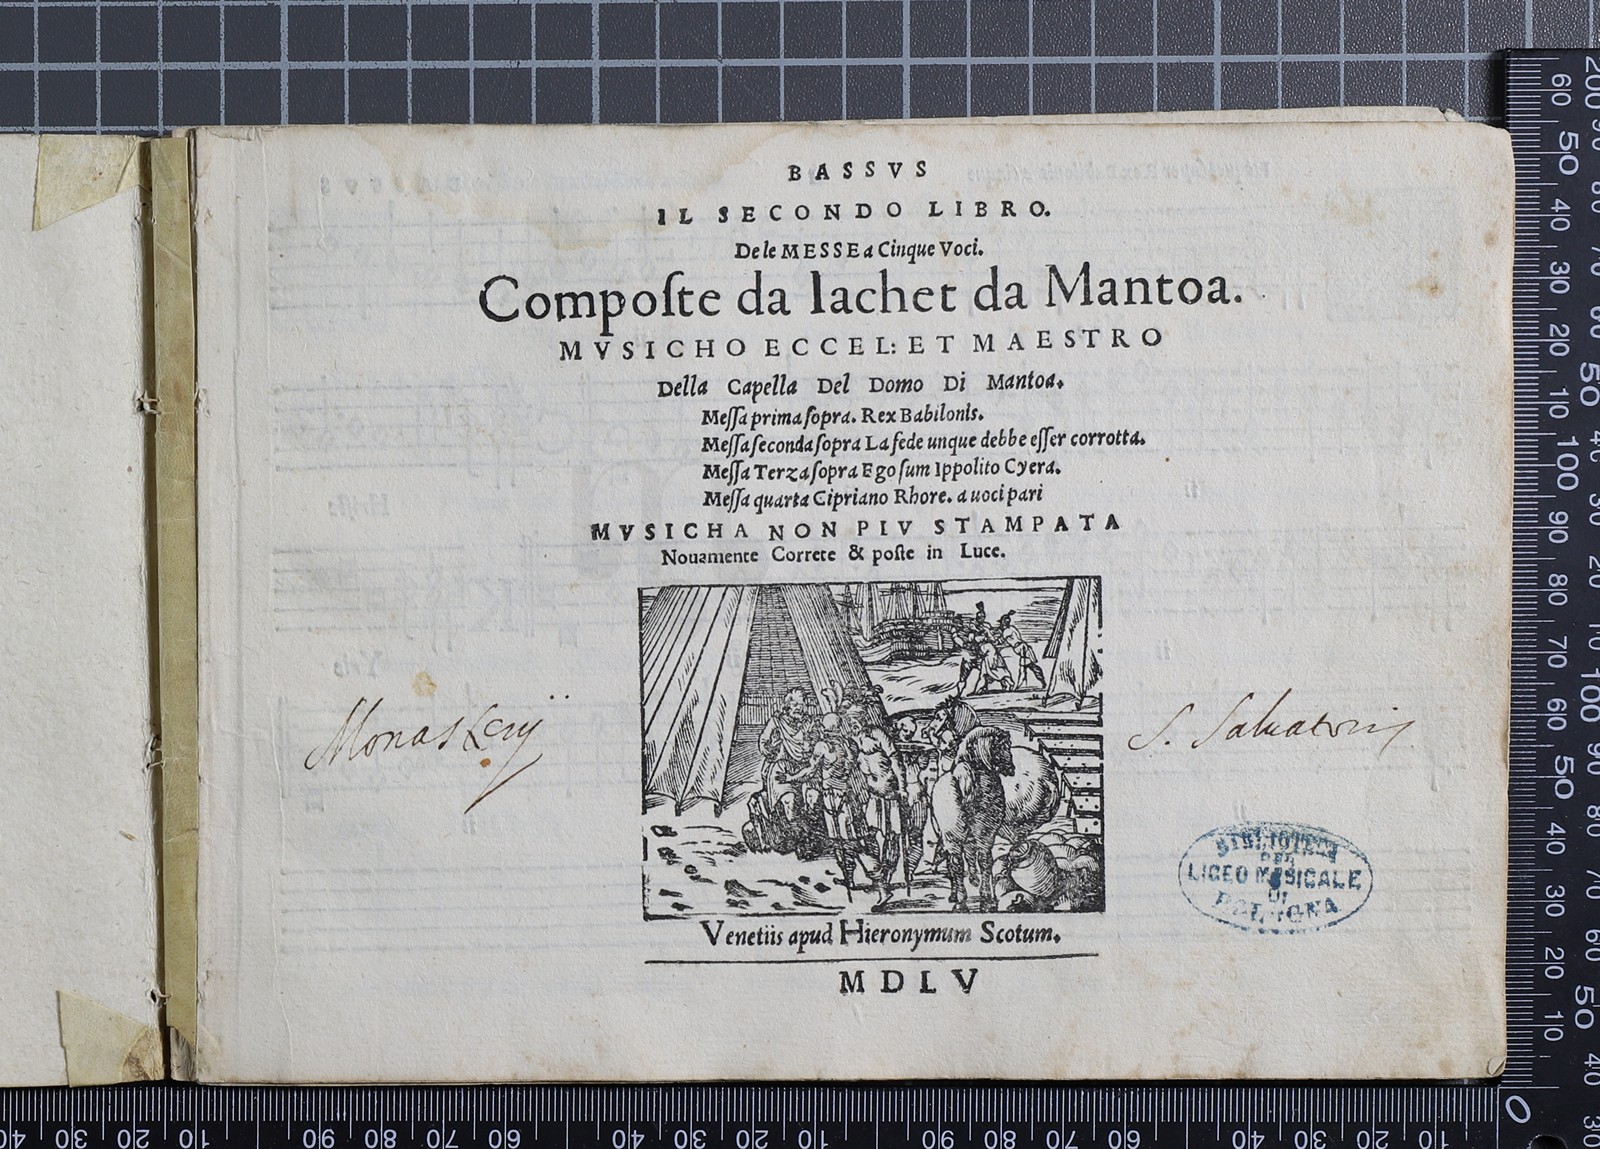 BASSVS
IL SECONDO LIBRO.
De le MESSE a Cinque Voci.
Compoſte da Iachet da Mantoa.
MVSICHO ECCEL: ET MAESTRO
Della Capella Del Domo Di Mantoa.
Meſſa prima ſopra. Rex Babilonis.
Meſſa ſeconda ſopra La fede unque debbe eſſer corrotta.
Meſſa Terza ſopra Ego ſum Ippolito Cyera.
Meſſa quarta Cipriano Rhore. a uoci pari
MVSICHA NON PIV STAMPATA
Nouamente Correte & poſte in Luce.
Monasterij S. Saluatoris
BIBLIOTECA
DEL
LICEO MUSICALE
DI
BOLOGNA
Venetiis apud Hieronymum Scotum.
MDLV